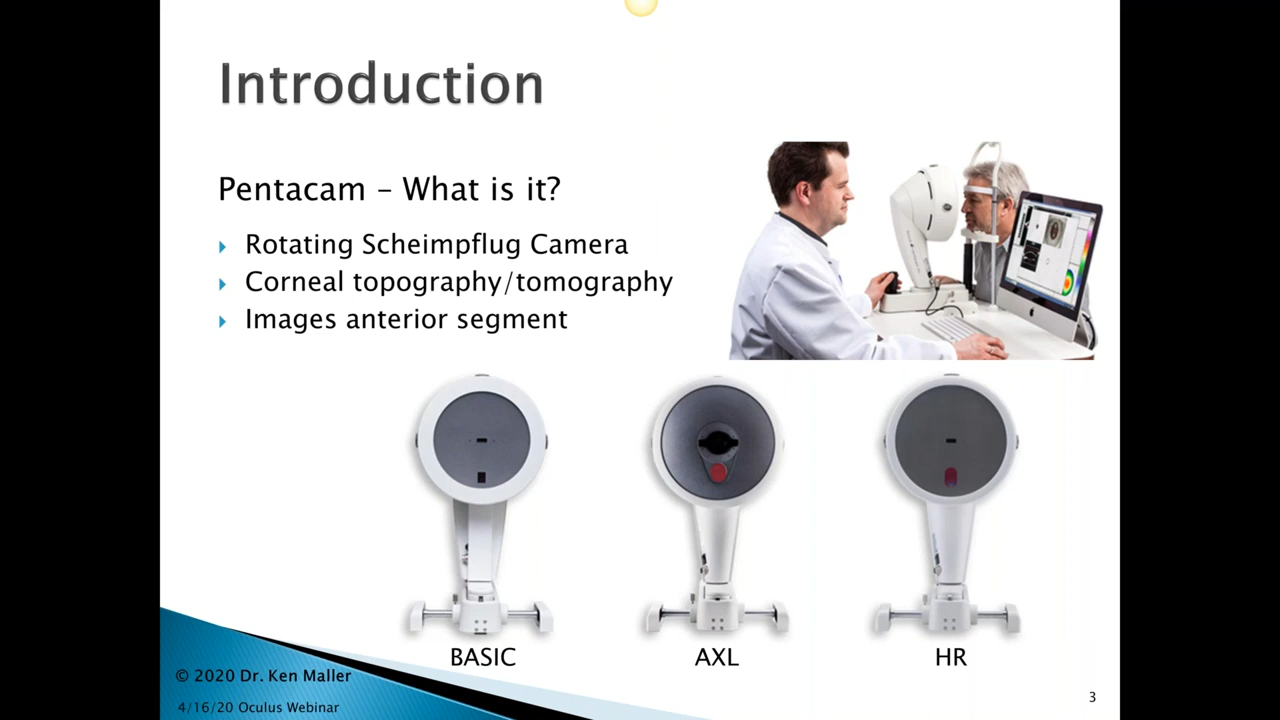 Introduction
Pentacam – What is it?
Rotating Scheimpflug Camera
Corneal topography/tomography
Images anterior segment
BASIC
AXL
HR
© 2020 Dr. Ken Maller
4/16/20 Oculus Webinar
3